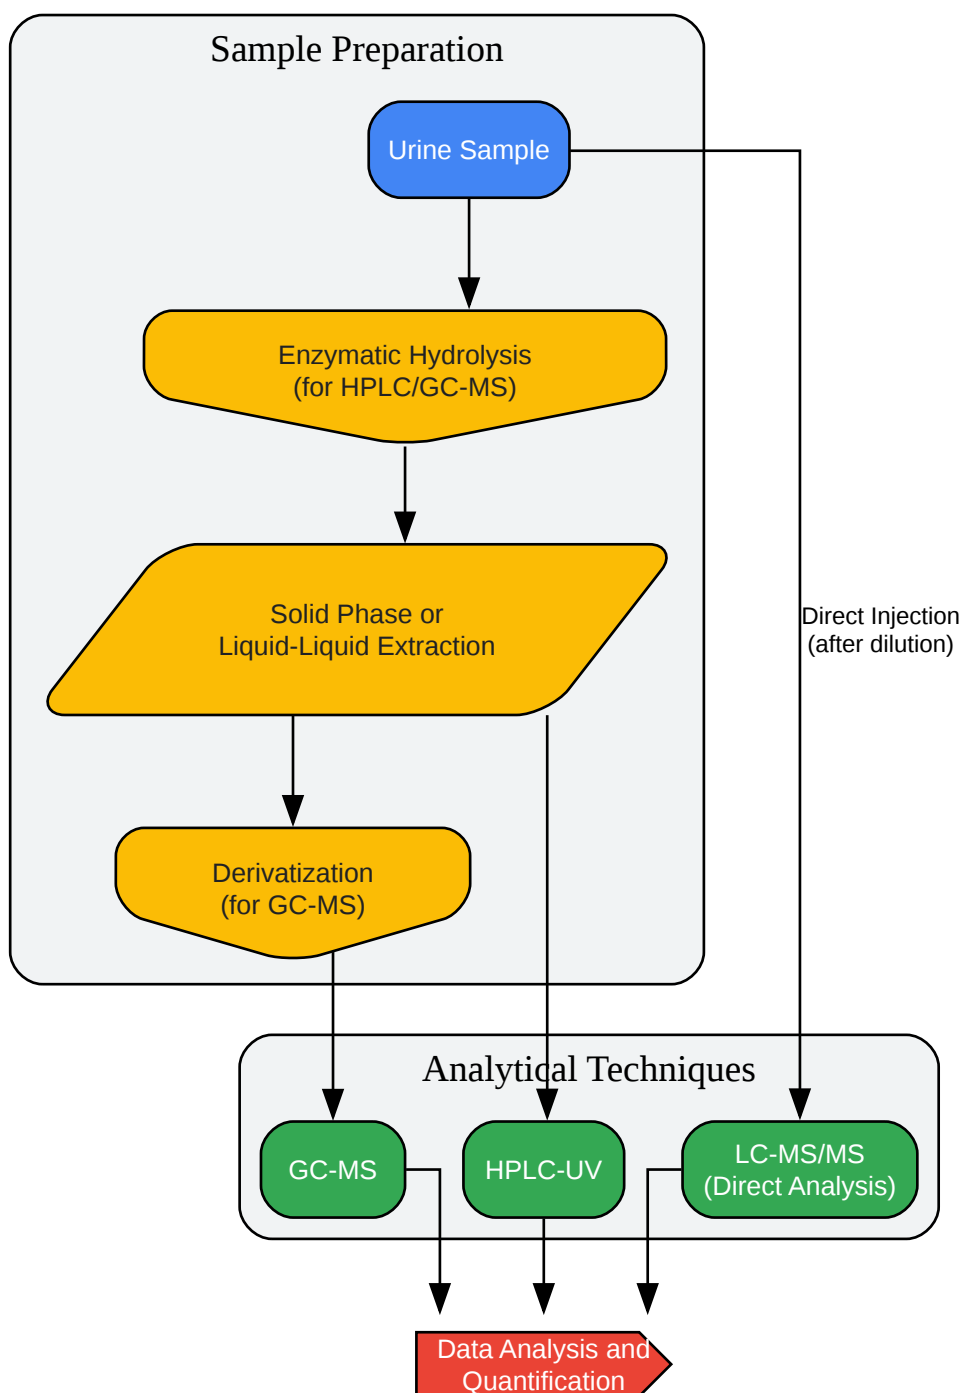 Sample Preparation
Urine Sample
Enzymatic Hydrolysis
(for HPLC/GC-MS)
Solid Phase or
Liquid-Liquid Extraction
Direct Injection
(after dilution)
Derivatization
(for GC-MS)
Analytical Techniques
GC-MS
HPLC-UV
LC-MS/MS
(Direct Analysis)
Data Analysis and
Quantification